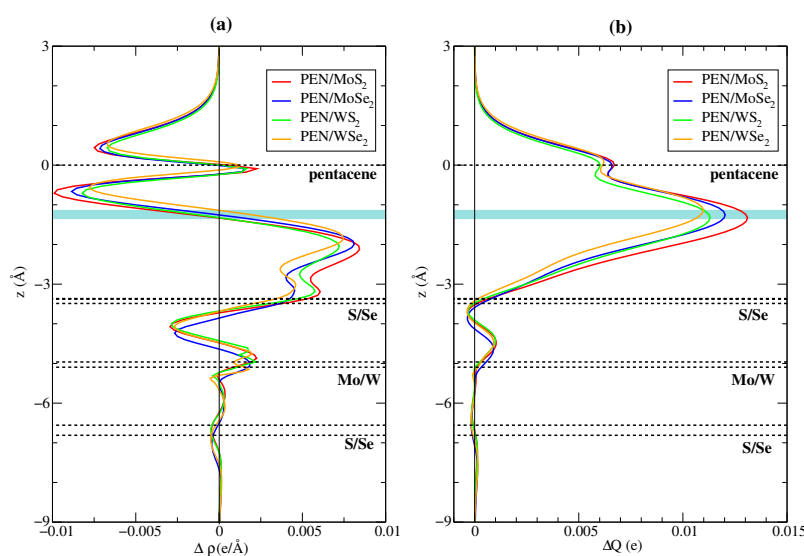 (a)
(b)
3
0
−3
−6
−9
z (Å)
PEN/MoS₂
PEN/MoSe₂
PEN/WS₂
PEN/WSe₂
pentacene
S/Se
Mo/W
S/Se
−0.01
−0.005
0
0.005
0.01
Δ ρ(e/Å)
3
0
−3
−6
−9
z (Å)
PEN/MoS₂
PEN/MoSe₂
PEN/WS₂
PEN/WSe₂
pentacene
S/Se
Mo/W
S/Se
0
0.005
0.01
0.015
ΔQ (e)